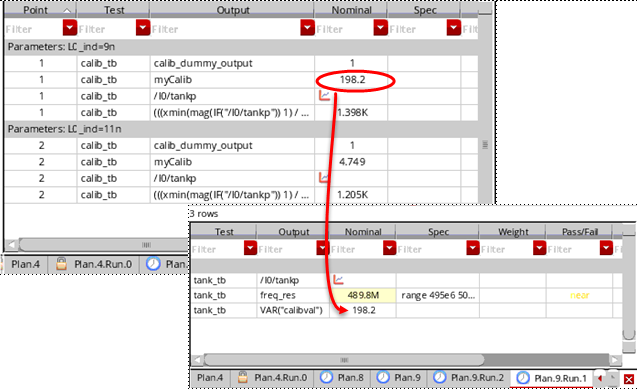 Point Test Output Nominal Spec
Filter Filter Filter Filter Filter
Parameters: LC_ind=9n
1 calib_tb calib_dummy_output 1
1 calib_tb myCalib 198.2
1 calib_tb /I0/tankp
1 calib_tb (((xmin(mag(IF("/I0/tankp")) 1) / ... 1.398K
Parameters: LC_ind=11n
2 calib_tb calib_dummy_output 1
2 calib_tb myCalib 4.749
2 calib_tb /I0/tankp
2 calib_tb (((xmin(mag(IF("/I0/tankp")) 1) / ... 1.205K
Plan.4 Plan.4.Run.0 Plan.
3 rows
Test Output Nominal Spec Weight Pass/Fail
Filter Filter Filter Filter Filter Filter
tank_tb /I0/tankp
tank_tb freq_res 489.8M range 495e6 50... near
tank_tb VAR("calibval") 198.2
Plan.4 Plan.4.Run.0 Plan.8 Plan.9 Plan.9.Run.2 Plan.9.Run.1